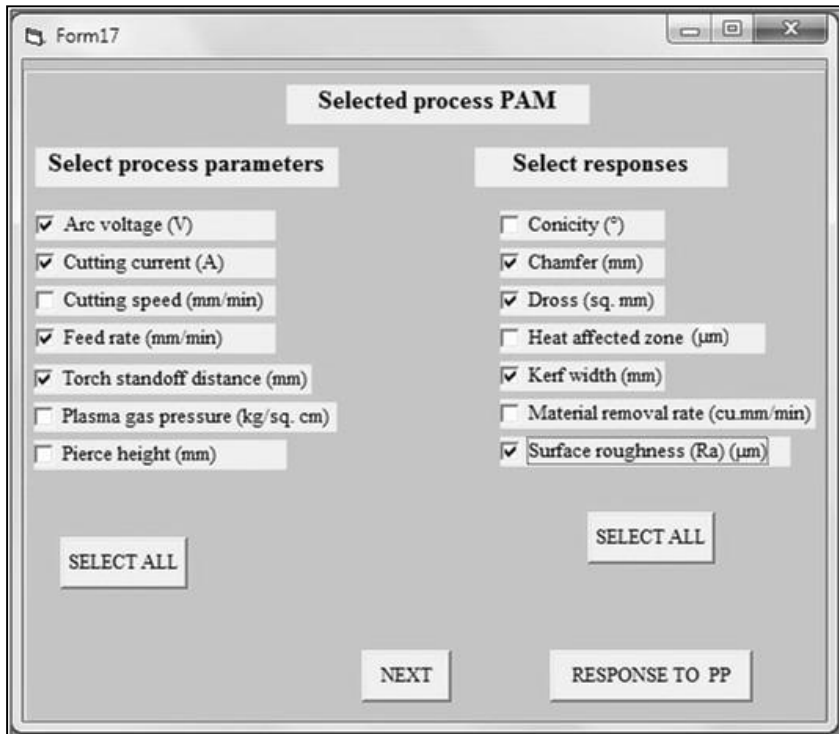 Form17
Selected process PAM
Select process parameters
Arc voltage (V)
Cutting current (A)
Cutting speed (mm/min)
Feed rate (mm/min)
Torch standoff distance (mm)
Plasma gas pressure (kg/sq. cm)
Pierce height (mm)
SELECT ALL
Select responses
Conicity (°)
Chamfer (mm)
Dross (sq. mm)
Heat affected zone (μm)
Kerf width (mm)
Material removal rate (cu.mm/min)
Surface roughness (Ra) (μm)
SELECT ALL
NEXT
RESPONSE TO PP